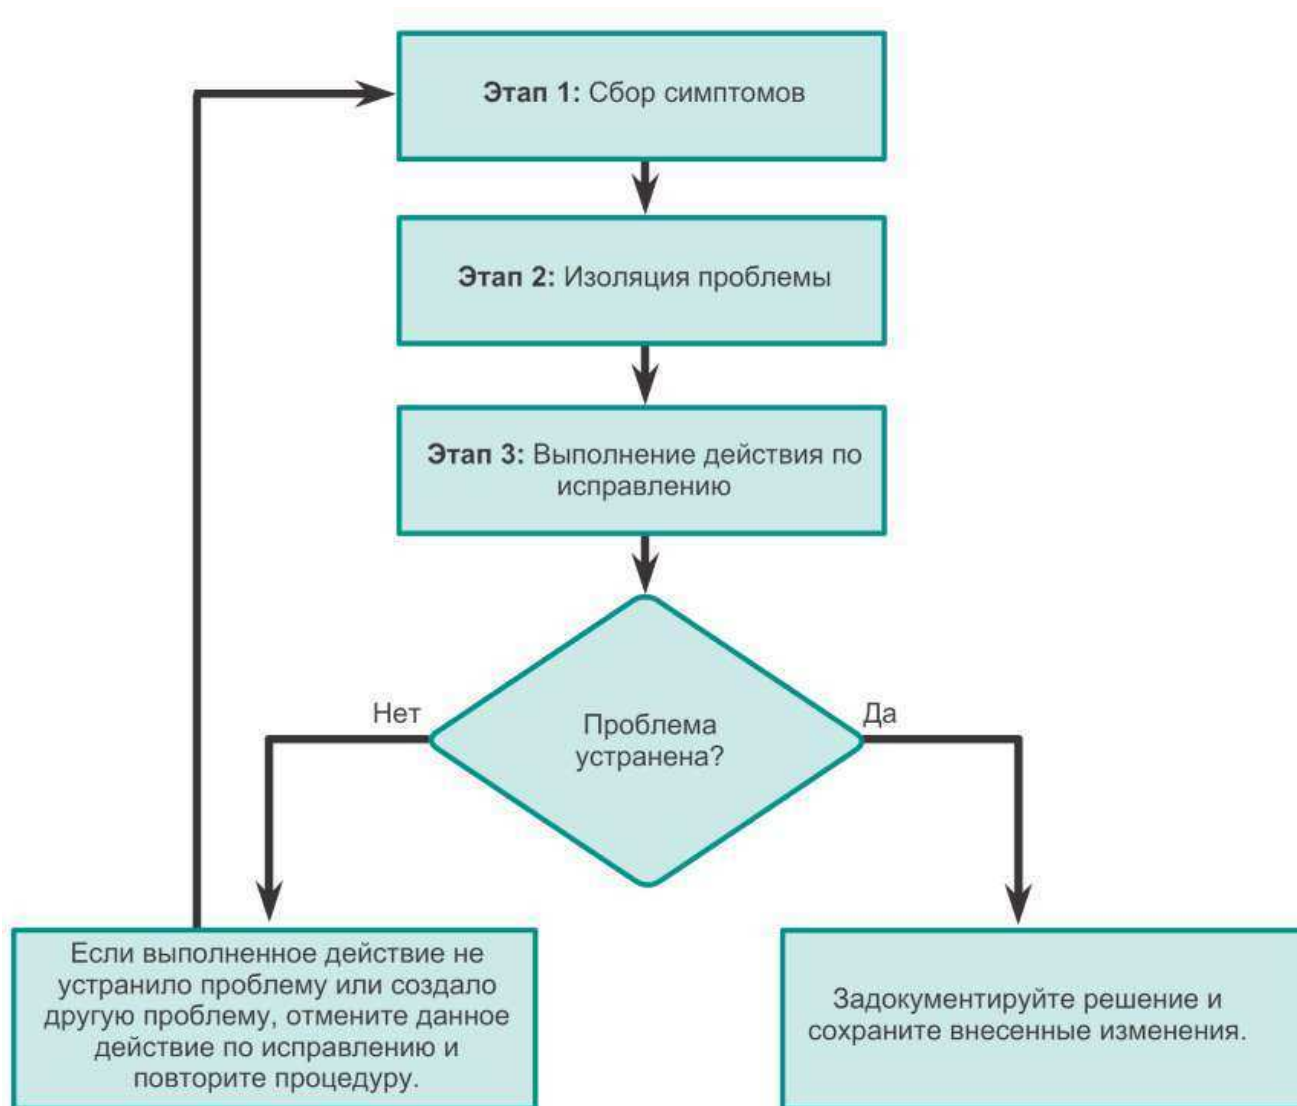 Этап 1: Сбор симптомов
Этап 2: Изоляция проблемы
Этап 3: Выполнение действия по
исправлению
Проблема
устранена?
Нет
Да
Если выполненное действие не
устранило проблему или создало
другую проблему, отмените данное
действие по исправлению и
повторите процедуру.
Задокументируйте решение и
сохраните внесенные изменения.